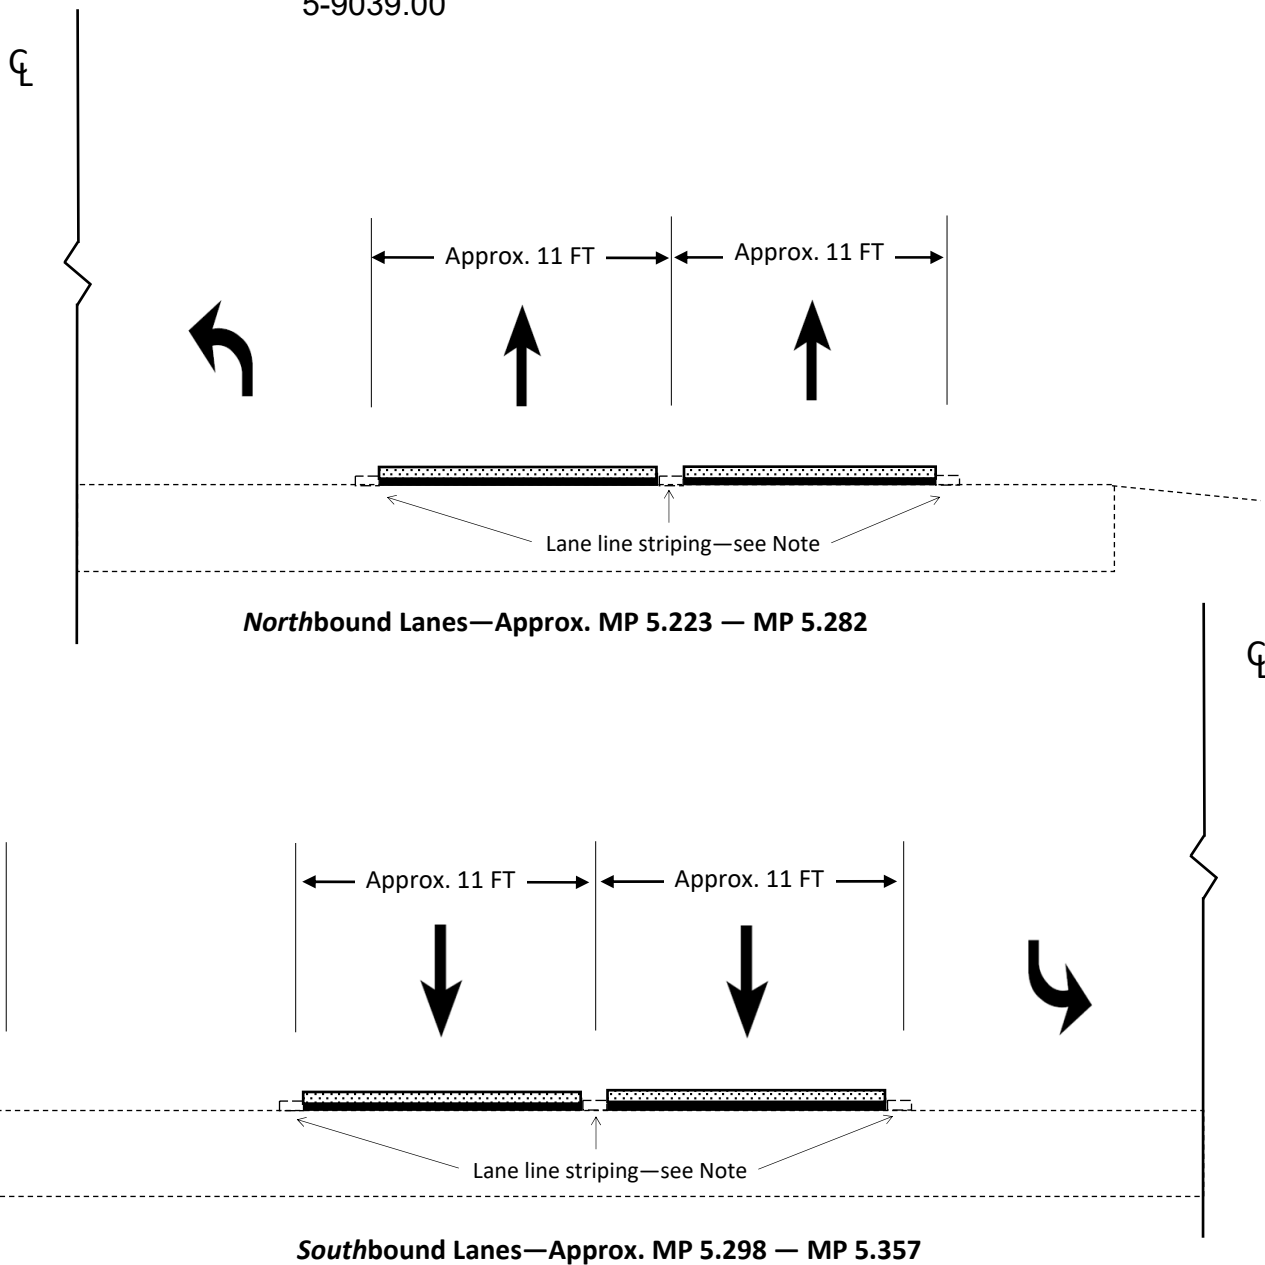 5-9039.00
℄
Approx. 11 FT Approx. 11 FT
Lane line striping—see Note
Northbound Lanes—Approx. MP 5.223 — MP 5.282
℄
Approx. 11 FT Approx. 11 FT
Lane line striping—see Note
Southbound Lanes—Approx. MP 5.298 — MP 5.357